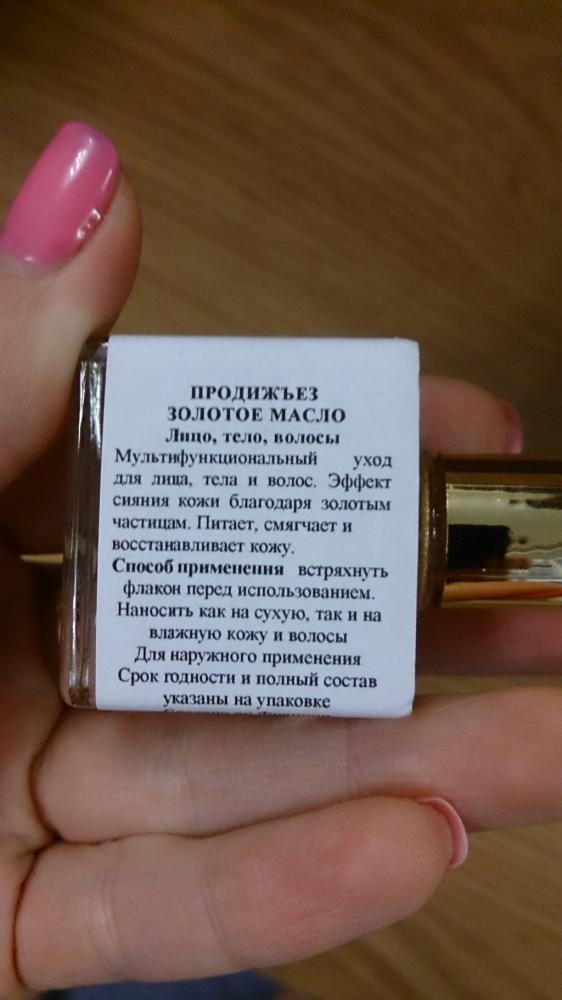 ПРОДИЖЪЕЗ
ЗОЛОТОЕ МАСЛО
Лицо, тело, волосы
Мультифункциональный уход
для лица, тела и волос. Эффект
сияния кожи благодаря золотым
частицам. Питает, смягчает и
восстанавливает кожу.
Способ применения встряхнуть
флакон перед использованием.
Наносить как на сухую, так и на
влажную кожу и волосы
Для наружного применения
Срок годности и полный состав
указаны на упаковке